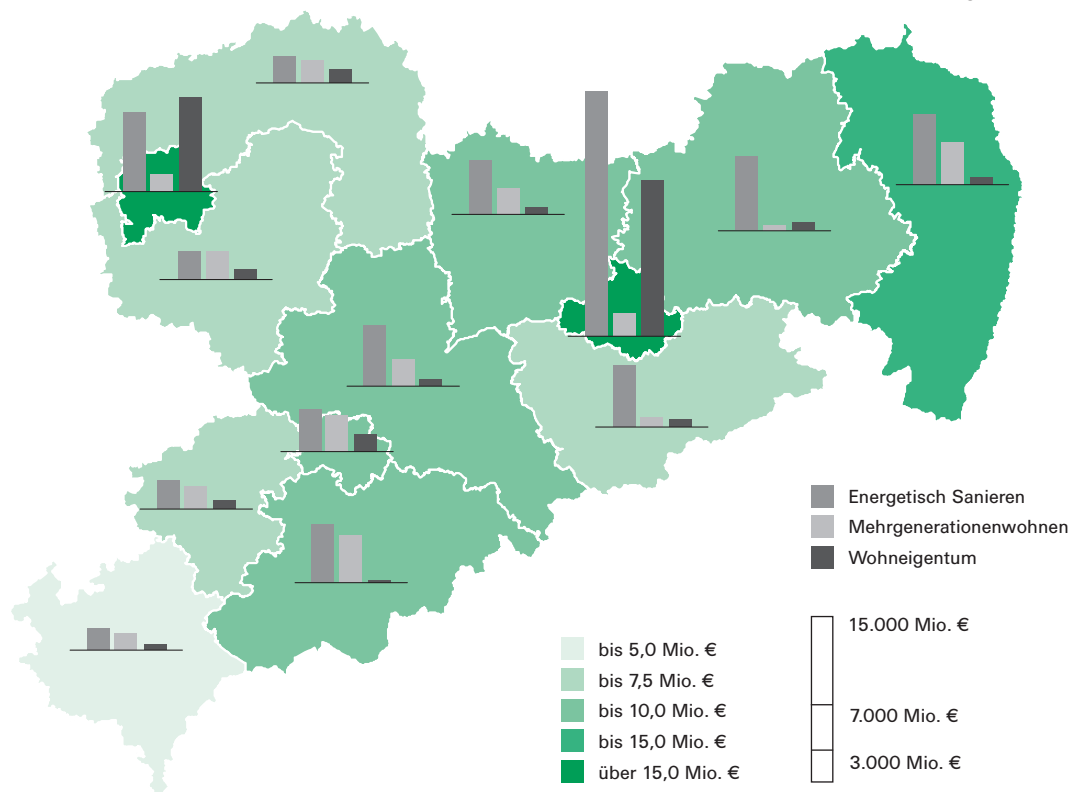 Energetisch Sanieren
Mehrgenerationenwohnen
Wohneigentum
bis 5,0 Mio. €
bis 7,5 Mio. €
bis 10,0 Mio. €
bis 15,0 Mio. €
über 15,0 Mio. €
15.000 Mio. €
7.000 Mio. €
3.000 Mio. €